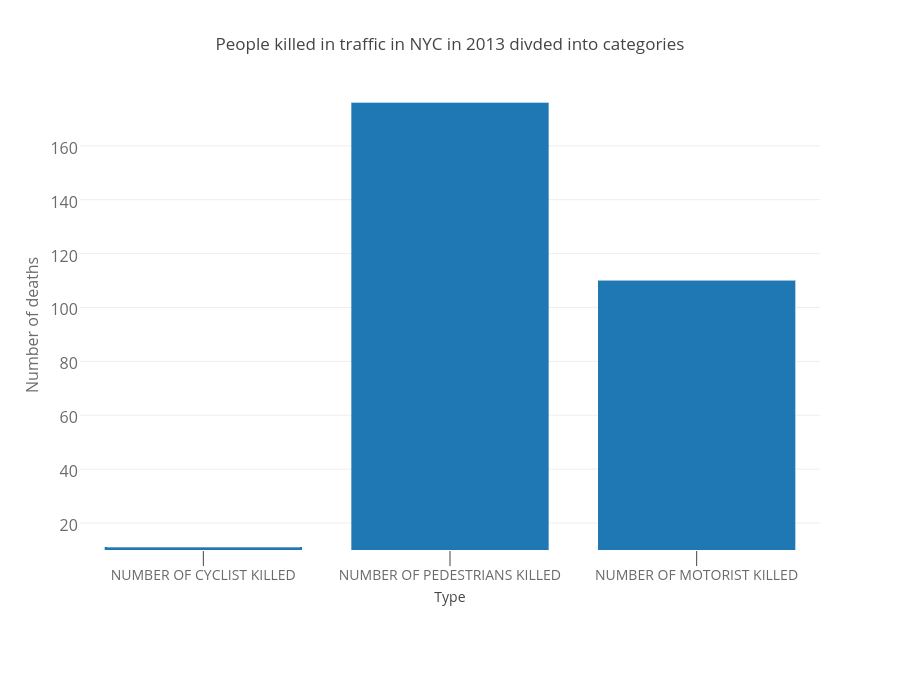 People killed in traffic in NYC in 2013 divded into categories
160
140
120
100
80
60
40
20
Number of deaths
NUMBER OF CYCLIST KILLED
NUMBER OF PEDESTRIANS KILLED
NUMBER OF MOTORIST KILLED
Type